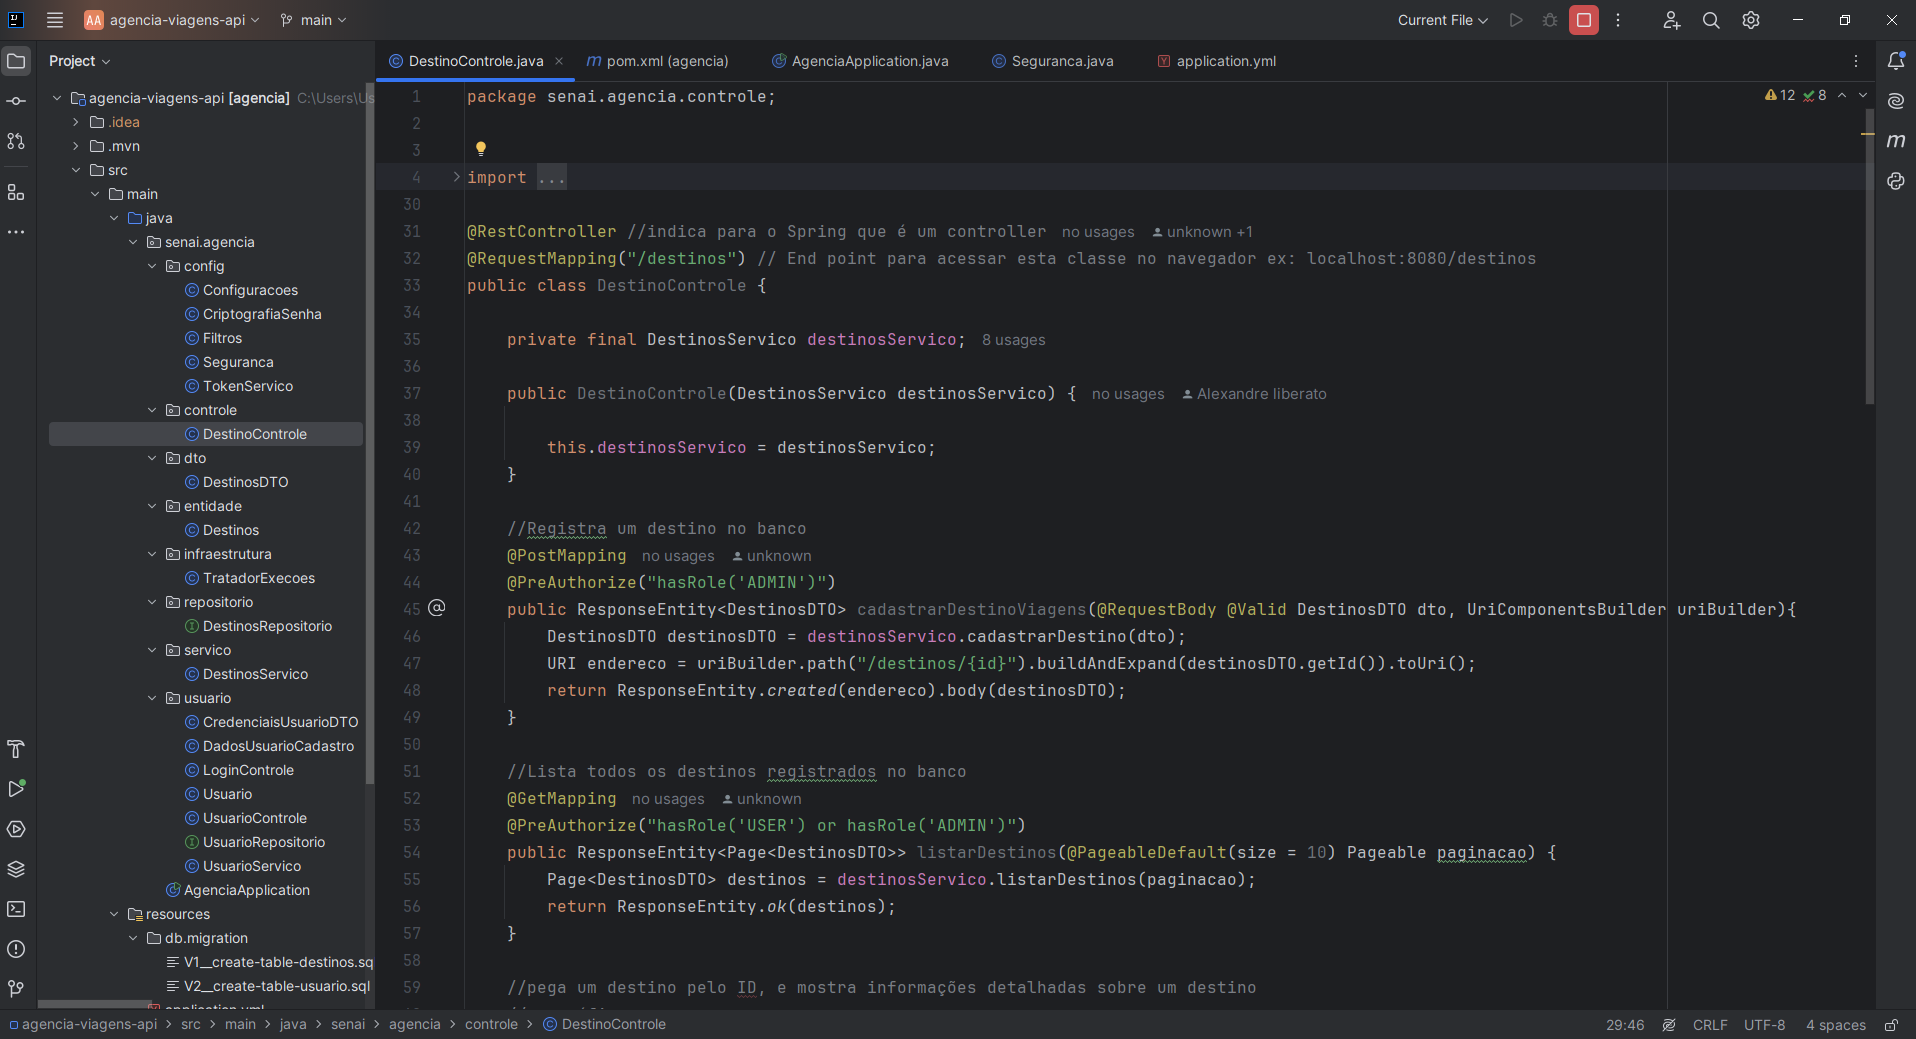 AA agencia-viagens-api main Current File
Project
DestinoControle.java pom.xml (agencia) AgenciaApplication.java Seguranca.java application.yml
agencia-viagens-api [agencia] C:\Users\Us
.idea
.mvn
src
main
java
senai.agencia
config
Configuracoes
CriptografiaSenha
Filtros
Seguranca
TokenServico
controle
DestinoControle
dto
DestinosDTO
entidade
Destinos
infraestrutura
TratadorExecoes
repositorio
DestinosRepositorio
servico
DestinosServico
usuario
CredenciaisUsuarioDTO
DadosUsuarioCadastro
LoginControle
Usuario
UsuarioControle
UsuarioRepositorio
UsuarioServico
AgenciaApplication
resources
db.migration
V1__create-table-destinos.sq
V2__create-table-usuario.sql
application.yml
12 8
1 package senai.agencia.controle;
2
3
4 import ...
30
31 @RestController //indica para o Spring que é um controller no usages unknown +1
32 @RequestMapping("/destinos") // End point para acessar esta classe no navegador ex: localhost:8080/destinos
33 public class DestinoControle {
34
35 private final DestinosServico destinosServico; 8 usages
36
37 public DestinoControle(DestinosServico destinosServico) { no usages Alexandre liberato
38
39 this.destinosServico = destinosServico;
40 }
41
42 //Registra um destino no banco
43 @PostMapping no usages unknown
44 @PreAuthorize("hasRole('ADMIN')")
45 public ResponseEntity<DestinosDTO> cadastrarDestinoViagens(@RequestBody @Valid DestinosDTO dto, UriComponentsBuilder uriBuilder){
46 DestinosDTO destinosDTO = destinosServico.cadastrarDestino(dto);
47 URI endereco = uriBuilder.path("/destinos/{id}").buildAndExpand(destinosDTO.getId()).toUri();
48 return ResponseEntity.created(endereco).body(destinosDTO);
49 }
50
51 //Lista todos os destinos registrados no banco
52 @GetMapping no usages unknown
53 @PreAuthorize("hasRole('USER') or hasRole('ADMIN')")
54 public ResponseEntity<Page<DestinosDTO>> listarDestinos(@PageableDefault(size = 10) Pageable paginacao) {
55 Page<DestinosDTO> destinos = destinosServico.listarDestinos(paginacao);
56 return ResponseEntity.ok(destinos);
57 }
58
59 //pega um destino pelo ID, e mostra informações detalhadas sobre um destino
agencia-viagens-api > src > main > java > senai > agencia > controle > DestinoControle
29:46 CRLF UTF-8 4 spaces